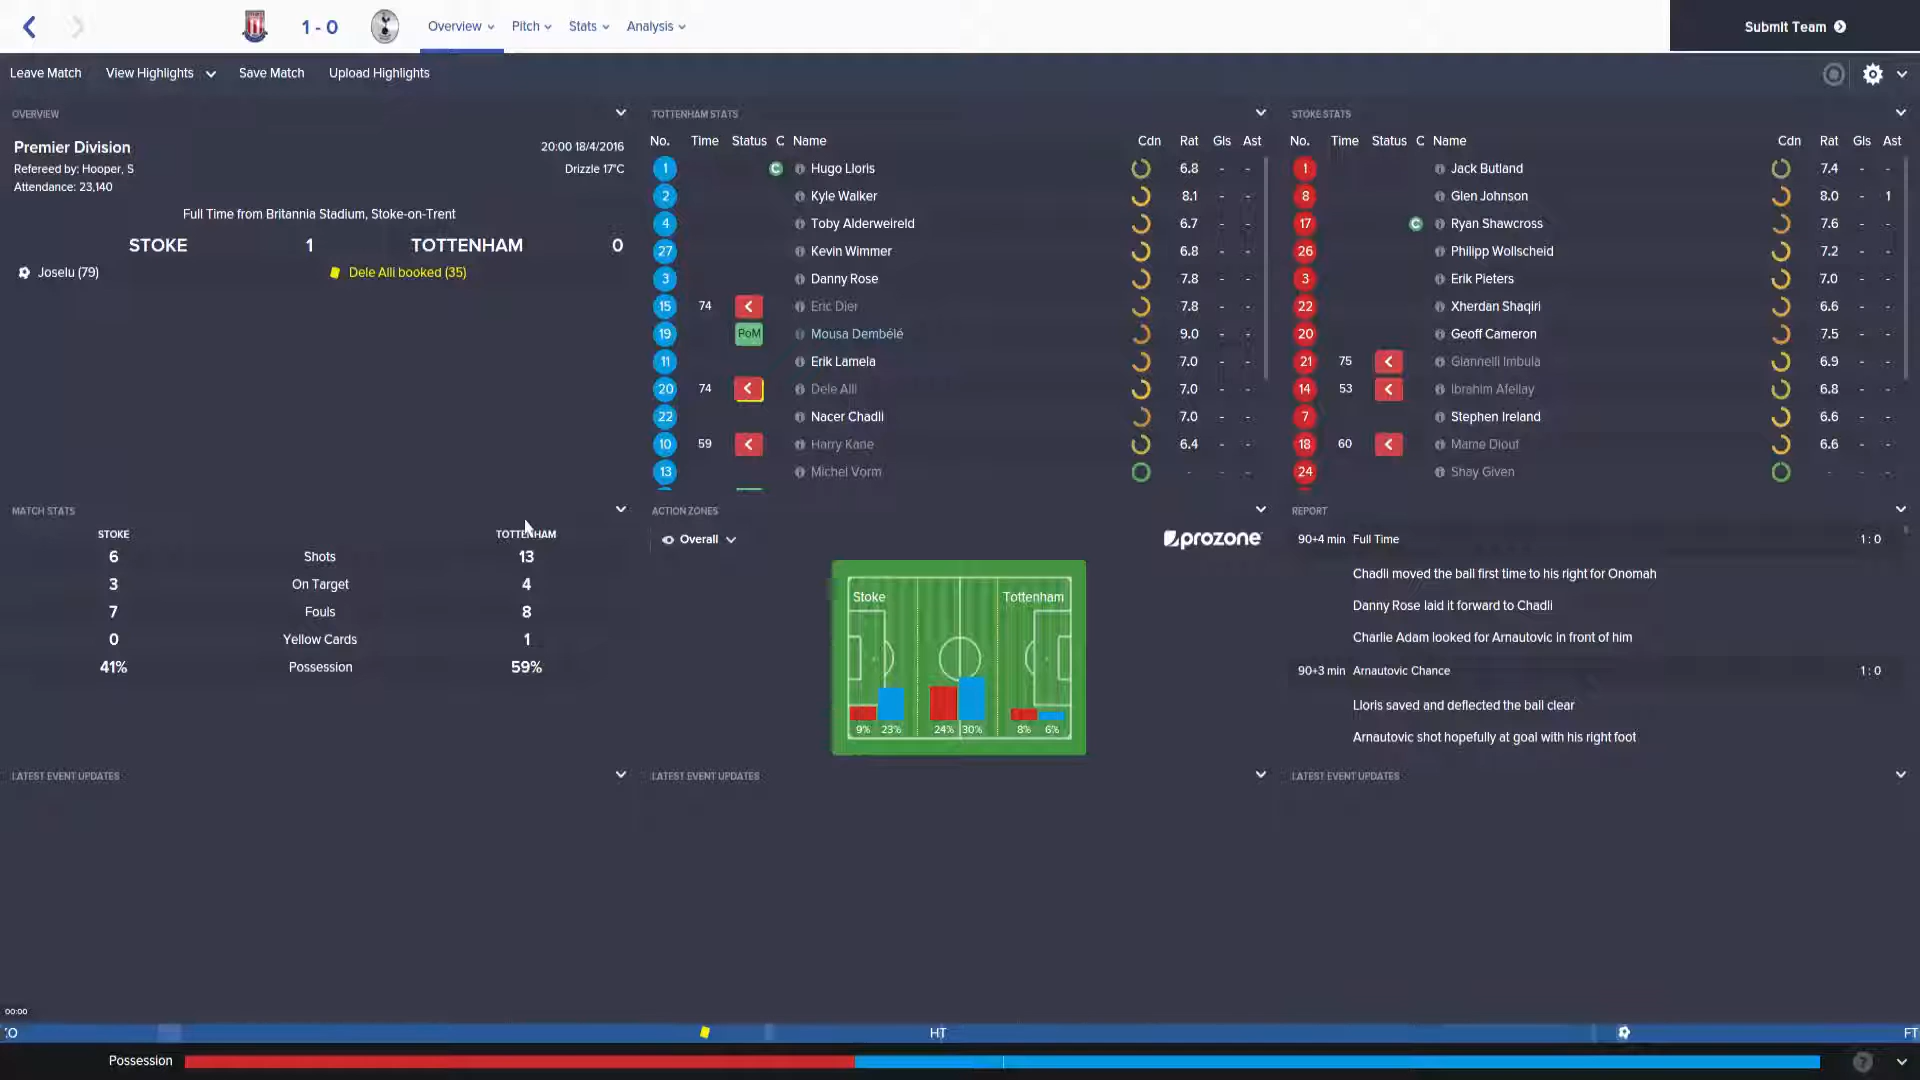 1 - 0
Overview
Pitch
Stats
Analysis
Submit Team
Leave Match
View Highlights
Save Match
Upload Highlights
OVERVIEW
Premier Division
20:00 18/4/2016
Refereed by: Hooper, S
Drizzle 17°C
Attendance: 23,140
Full Time from Britannia Stadium, Stoke-on-Trent
STOKE 1 TOTTENHAM 0
Joselu (79)
Dele Alli booked (35)
TOTTENHAM STATS
No. Time Status C Name Cdn Rat Gls Ast
1 C Hugo Lloris 6.8 - -
2 Kyle Walker 8.1 - -
4 Toby Alderweireld 6.7 - -
27 Kevin Wimmer 6.8 - -
3 Danny Rose 7.8 - -
15 74 Eric Dier 7.8 - -
19 PoM Mousa Dembélé 9.0 - -
11 Erik Lamela 7.0 - -
20 74 Dele Alli 7.0 - -
22 Nacer Chadli 7.0 - -
10 59 Harry Kane 6.4 - -
13 Michel Vorm - - -
STOKE STATS
No. Time Status C Name Cdn Rat Gls Ast
1 Jack Butland 7.4 - -
8 Glen Johnson 8.0 - 1
17 C Ryan Shawcross 7.6 - -
26 Philipp Wollscheid 7.2 - -
3 Erik Pieters 7.0 - -
22 Xherdan Shaqiri 6.6 - -
20 Geoff Cameron 7.5 - -
21 75 Giannelli Imbula 6.9 - -
14 53 Ibrahim Afellay 6.8 - -
7 Stephen Ireland 6.6 - -
18 60 Mame Diouf 6.6 - -
24 Shay Given - - -
MATCH STATS
STOKE TOTTENHAM
6 Shots 13
3 On Target 4
7 Fouls 8
0 Yellow Cards 1
41% Possession 59%
ACTION ZONES
Overall
prozone
Stoke Tottenham
9% 23% 24% 30% 8% 6%
REPORT
90+4 min Full Time 1 : 0
Chadli moved the ball first time to his right for Onomah
Danny Rose laid it forward to Chadli
Charlie Adam looked for Arnautovic in front of him
90+3 min Arnautovic Chance 1 : 0
Lloris saved and deflected the ball clear
Arnautovic shot hopefully at goal with his right foot
LATEST EVENT UPDATES
LATEST EVENT UPDATES
LATEST EVENT UPDATES
00:00
HT
FT
Possession
?